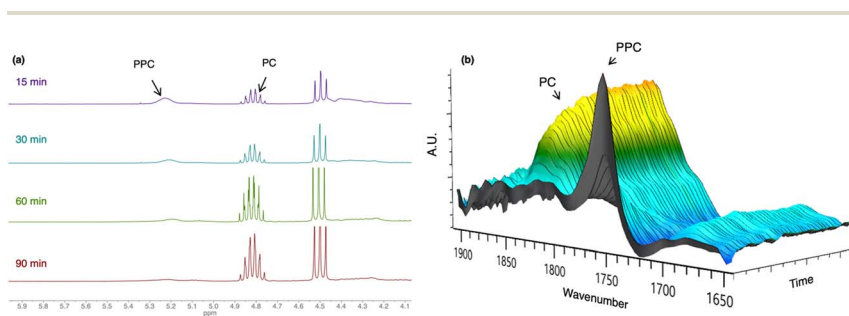 (a)
PPC
PC
15 min
30 min
60 min
90 min
5.9 5.8 5.7 5.6 5.5 5.4 5.3 5.2 5.1 5.0 4.9 4.8 4.7 4.6 4.5 4.4 4.3 4.2 4.1
ppm
(b)
PPC
PC
A.U.
1900 1850 1800 1750 1700 1650
Wavenumber
Time